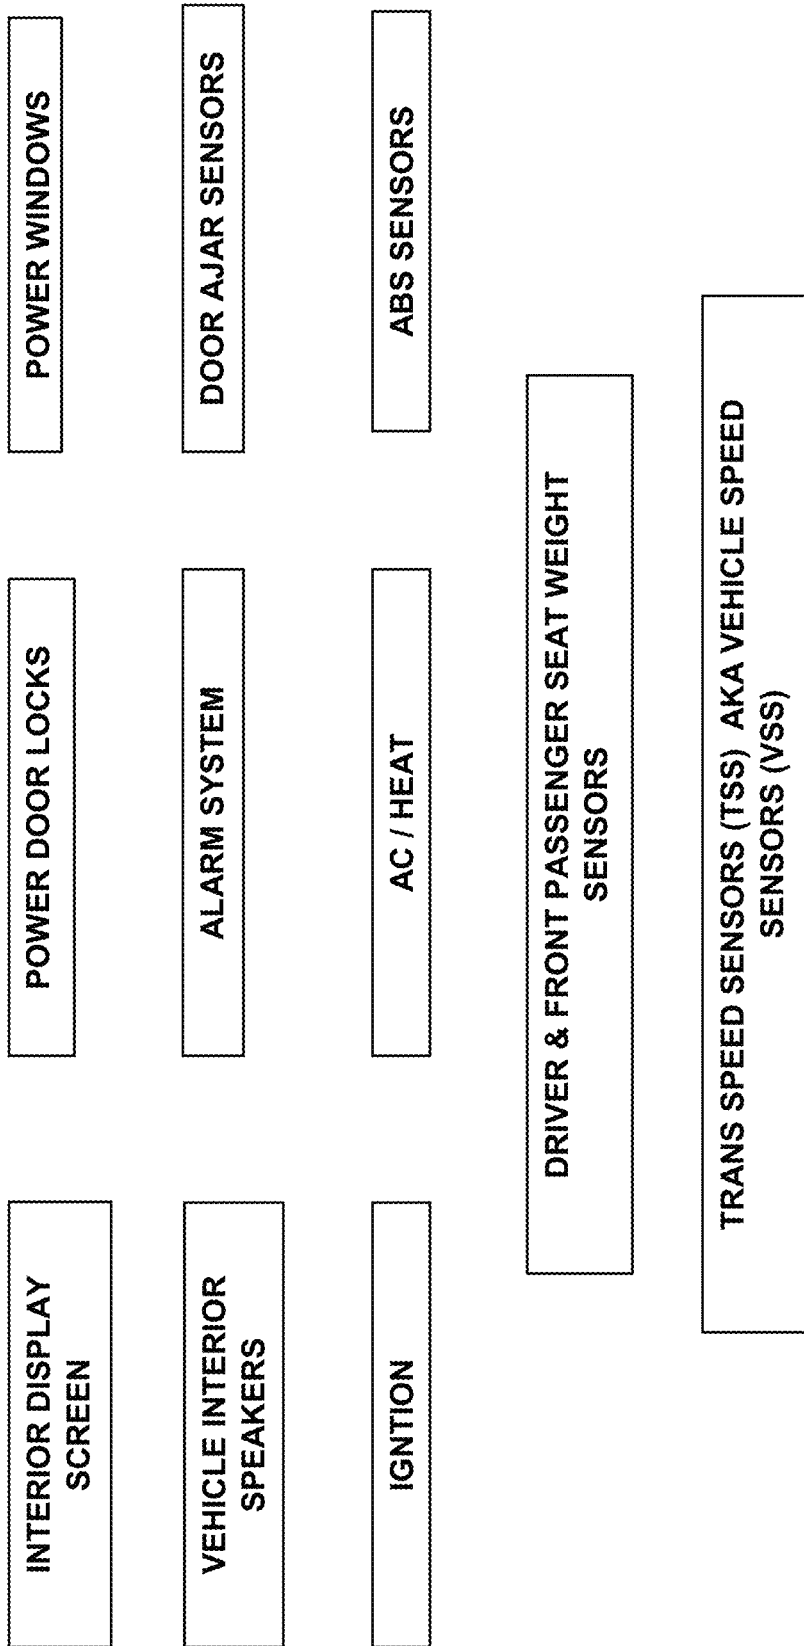 INTERIOR DISPLAY
SCREEN
POWER DOOR LOCKS
POWER WINDOWS
VEHICLE INTERIOR
SPEAKERS
ALARM SYSTEM
DOOR AJAR SENSORS
IGNTION
AC / HEAT
ABS SENSORS
DRIVER & FRONT PASSENGER SEAT WEIGHT
SENSORS
TRANS SPEED SENSORS (TSS) AKA VEHICLE SPEED
SENSORS (VSS)